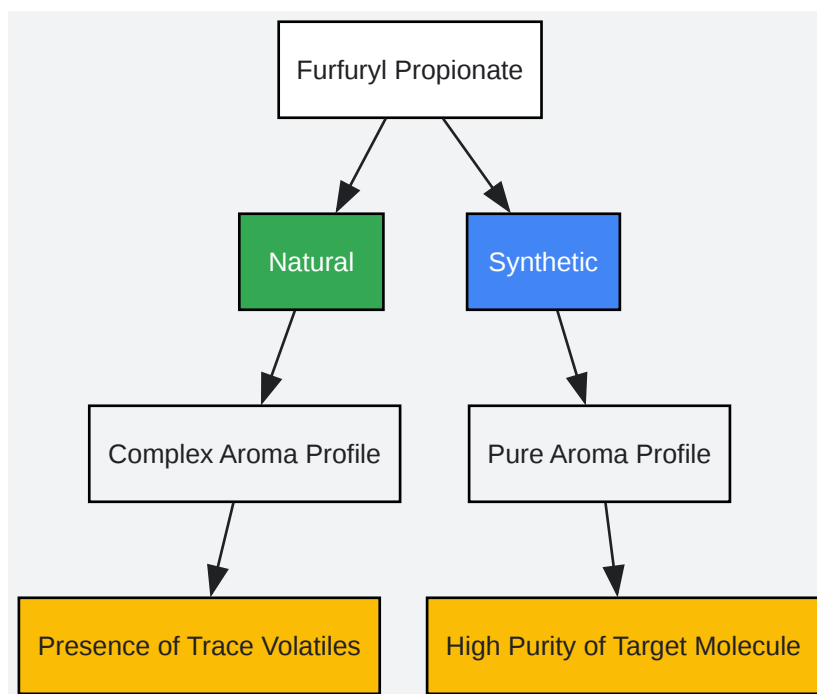 Furfuryl Propionate
Natural
Synthetic
Complex Aroma Profile
Pure Aroma Profile
Presence of Trace Volatiles
High Purity of Target Molecule